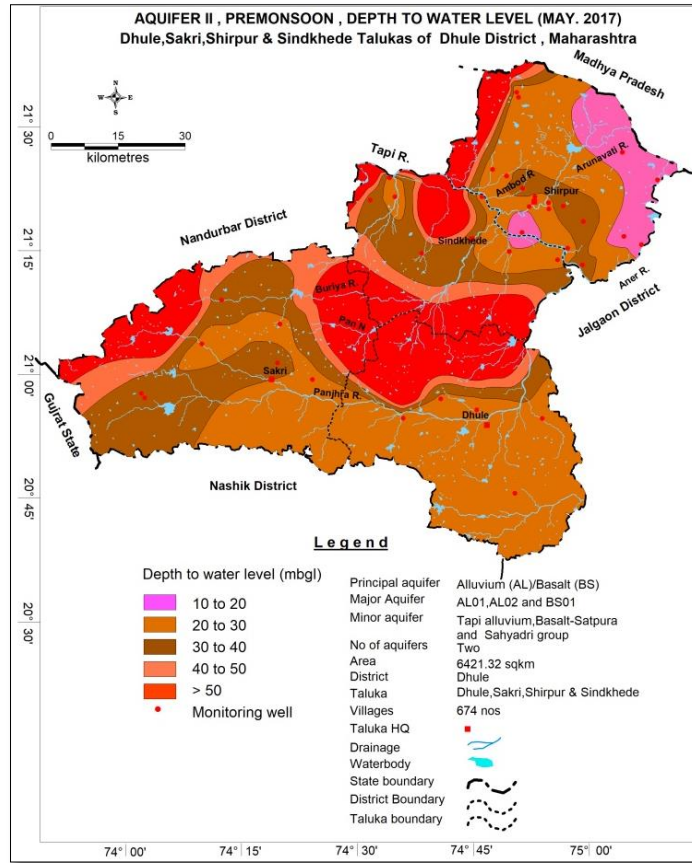 AQUIFER II , PREMONSOON , DEPTH TO WATER LEVEL (MAY. 2017)
Dhule,Sakri,Shirpur & Sindkhede Talukas of Dhule District , Maharashtra
Madhya Pradesh
N
W E
S
21° 30
0 15 30
kilometres
Tapi R.
Arunavati R.
Ambod R
Shirpur
Nandurbar District
Sindkhede
21° 15
Aner R.
Buriya R.
Jalgaon District
Pan N
21° 00
Sakri
Panjhra R.
Dhule
Gujrat State
Nashik District
20° 45
Legend
Depth to water level (mbgl)
10 to 20
20 to 30
30 to 40
40 to 50
> 50
Monitoring well
Principal aquifer Alluvium (AL)/Basalt (BS)
Major Aquifer AL01,AL02 and BS01
Minor aquifer Tapi alluvium,Basalt-Satpura
and Sahyadri group
No of aquifers Two
Area 6421.32 sqkm
District Dhule
Taluka Dhule,Sakri,Shirpur & Sindkhede
Villages 674 nos
Taluka HQ
Drainage
Waterbody
State boundary
District Boundary
Taluka boundary
20° 30
74° 00 74° 15 74° 30 74° 45 75° 00